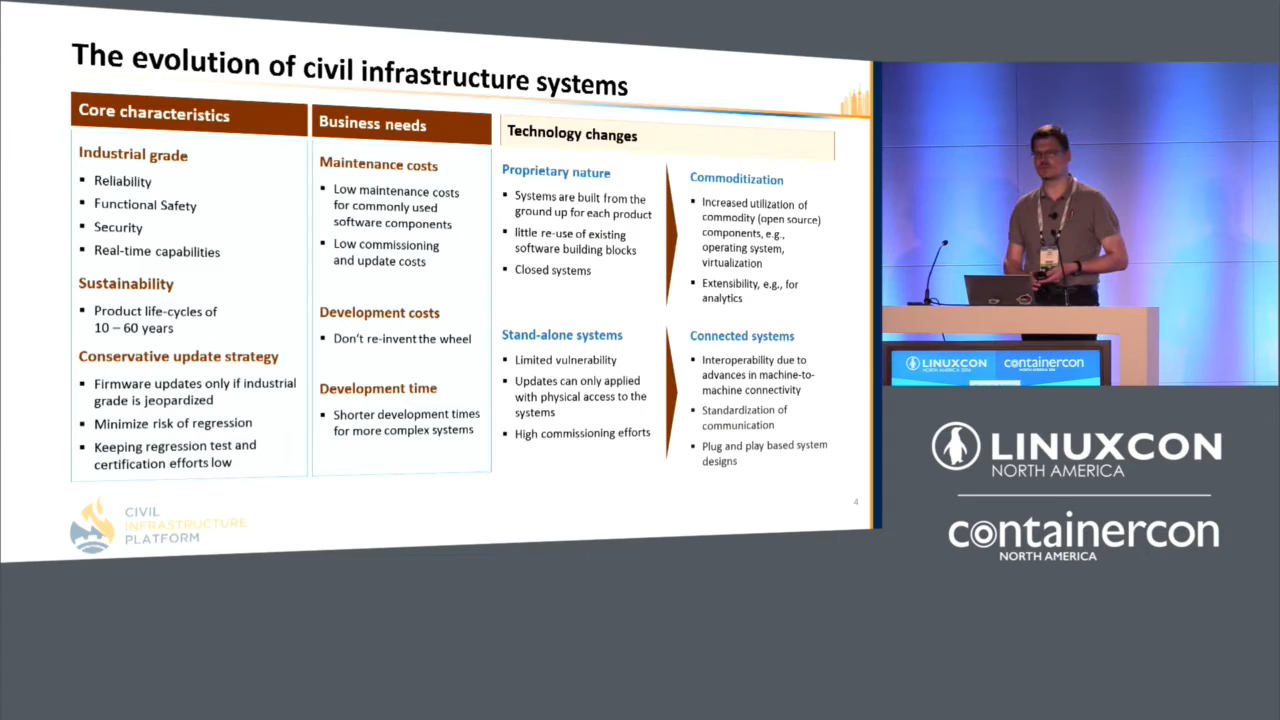 The evolution of civil infrastructure systems
Core characteristics
Industrial grade
▪ Reliability
▪ Functional Safety
▪ Security
▪ Real-time capabilities
Sustainability
▪ Product life-cycles of
10 – 60 years
Conservative update strategy
▪ Firmware updates only if industrial
grade is jeopardized
▪ Minimize risk of regression
▪ Keeping regression test and
certification efforts low
Business needs
Maintenance costs
▪ Low maintenance costs
for commonly used
software components
▪ Low commissioning
and update costs
Development costs
▪ Don't re-invent the wheel
Development time
▪ Shorter development times
for more complex systems
Technology changes
Proprietary nature
▪ Systems are built from the
ground up for each product
▪ little re-use of existing
software building blocks
▪ Closed systems
Commoditization
▪ Increased utilization of
commodity (open source)
components, e.g.,
operating system,
virtualization
▪ Extensibility, e.g., for
analytics
Stand-alone systems
▪ Limited vulnerability
▪ Updates can only applied
with physical access to the
systems
▪ High commissioning efforts
Connected systems
▪ Interoperability due to
advances in machine-to-
machine connectivity
▪ Standardization of
communication
▪ Plug and play based system
designs
4
CIVIL
INFRASTRUCTURE
PLATFORM
LINUXCON
containercon
LINUXCON
NORTH AMERICA
containercon
NORTH AMERICA